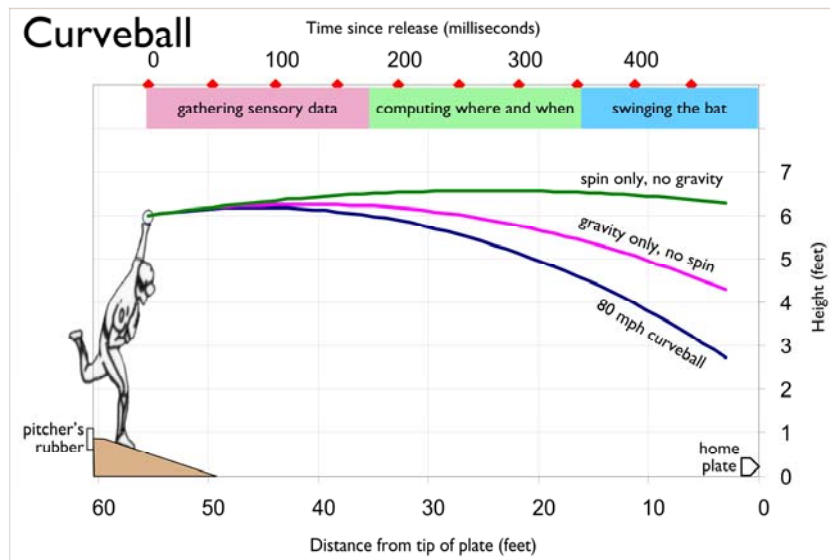 Curveball
Time since release (milliseconds)
0 100 200 300 400
gathering sensory data
computing where and when
swinging the bat
7
6
5
4
3
2
1
0
Height (feet)
spin only, no gravity
gravity only, no spin
80 mph curveball
pitcher's
rubber
home
plate
60 50 40 30 20 10 0
Distance from tip of plate (feet)